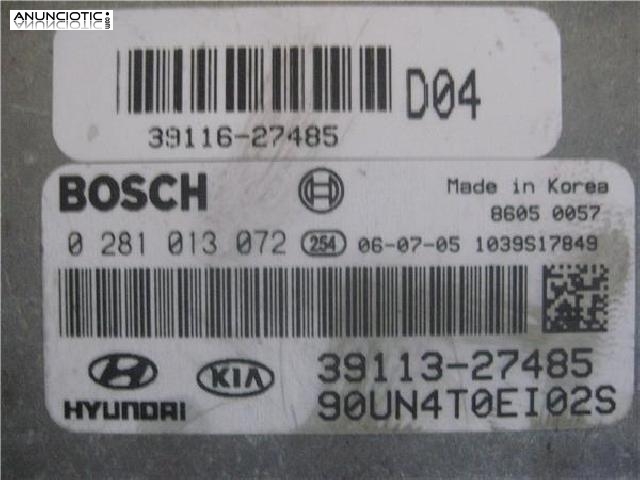 ANUNCIOTIC.es
39116-27485
D04
BOSCH
Made in Korea
8605 0057
0 281 013 072 254 06-07-05 1039S17849
HYUNDAI
KIA
39113-27485
90UN4T0EI02S